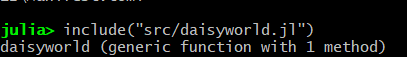 julia> include("src/daisyworld.jl")
daisyworld (generic function with 1 method)